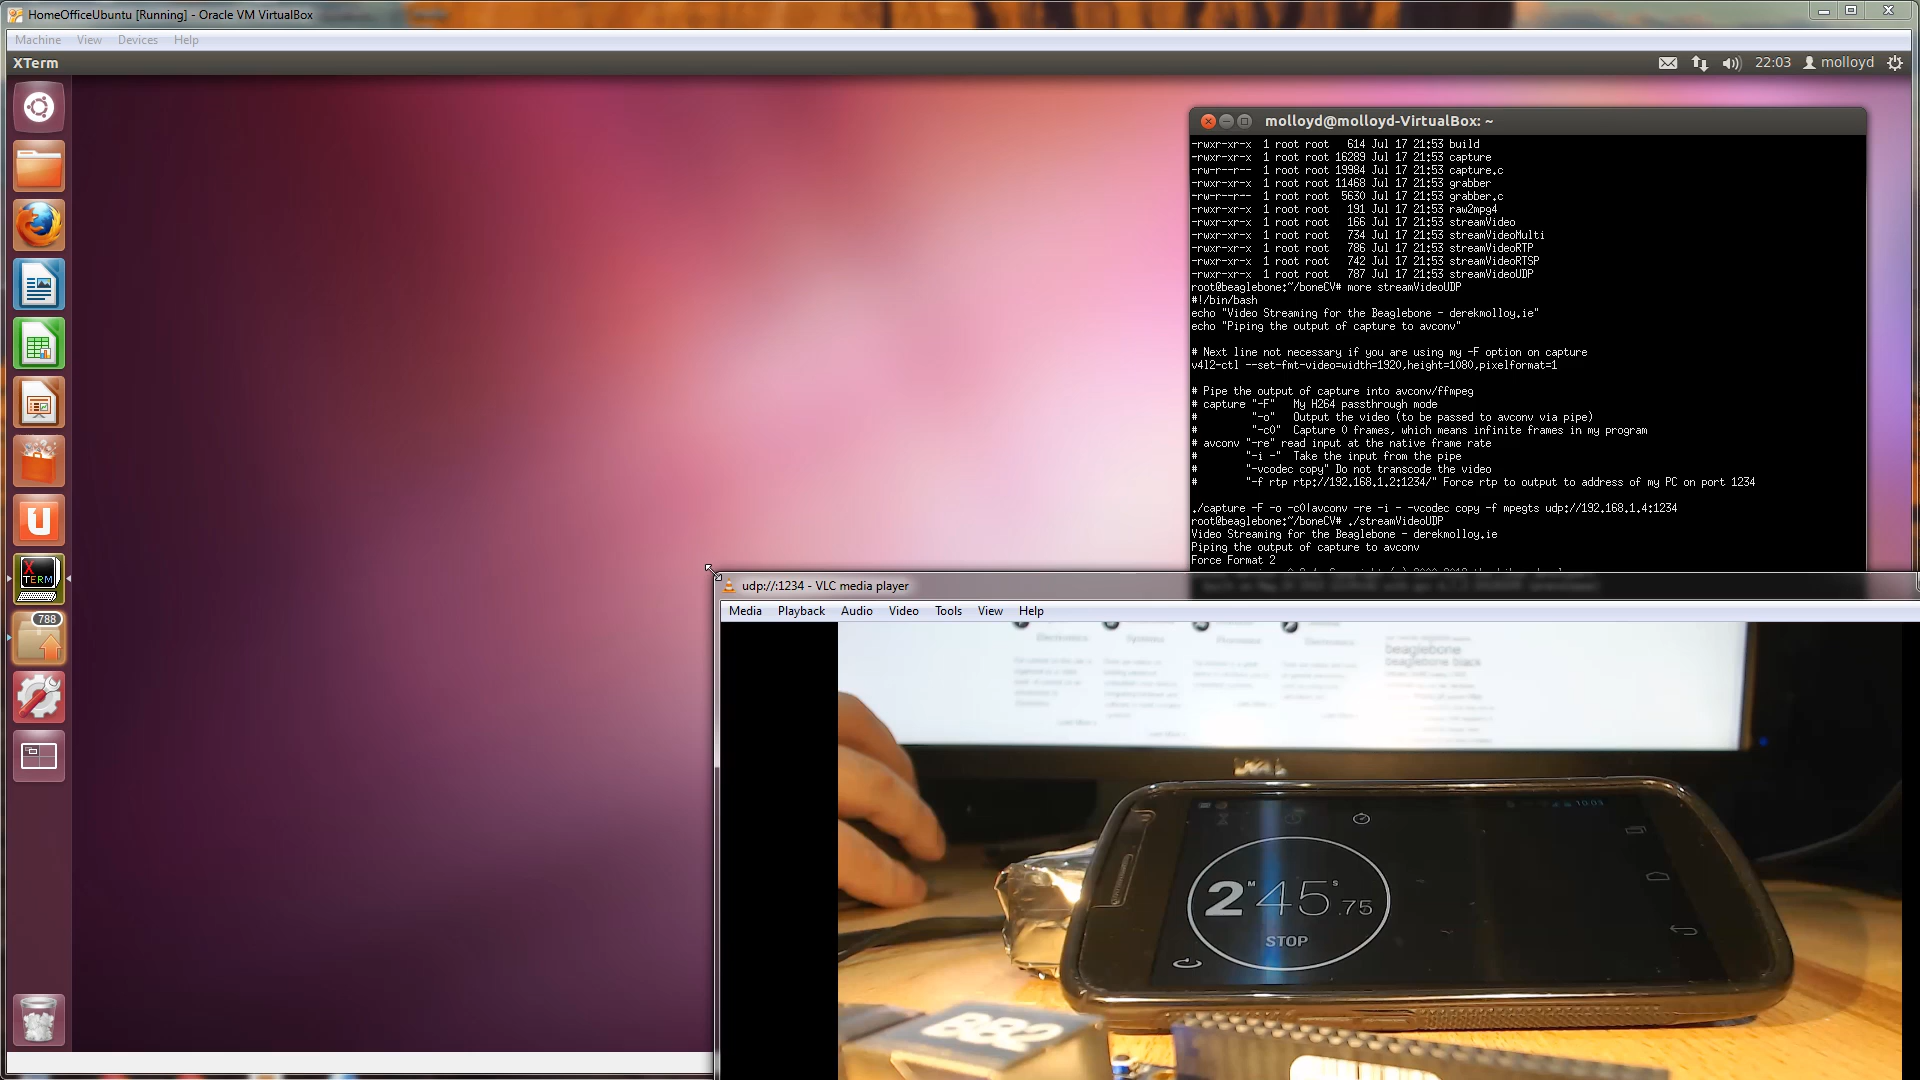 HomeOfficeUbuntu [Running] - Oracle VM VirtualBox
Machine View Devices Help
XTerm
22:03 molloyd
molloyd@molloyd-VirtualBox: ~
-rwxr-xr-x 1 root root 614 Jul 17 21:53 build
-rwxr-xr-x 1 root root 16289 Jul 17 21:53 capture
-rw-r--r-- 1 root root 19984 Jul 17 21:53 capture.c
-rwxr-xr-x 1 root root 11468 Jul 17 21:53 grabber
-rw-r--r-- 1 root root 5630 Jul 17 21:53 grabber.c
-rwxr-xr-x 1 root root 191 Jul 17 21:53 raw2mpg4
-rwxr-xr-x 1 root root 166 Jul 17 21:53 streamVideo
-rwxr-xr-x 1 root root 734 Jul 17 21:53 streamVideoMulti
-rwxr-xr-x 1 root root 786 Jul 17 21:53 streamVideoRTP
-rwxr-xr-x 1 root root 742 Jul 17 21:53 streamVideoRTSP
-rwxr-xr-x 1 root root 787 Jul 17 21:53 streamVideoUDP
root@beaglebone:~/boneCV# more streamVideoUDP
#!/bin/bash
echo "Video Streaming for the Beaglebone - derekmolloy.ie"
echo "Piping the output of capture to avconv"
# Next line not necessary if you are using my -F option on capture
v4l2-ctl --set-fmt-video=width=1920,height=1080,pixelformat=1
# Pipe the output of capture into avconv/ffmpeg
# capture "-F" My H264 passthrough mode
# "-o" Output the video (to be passed to avconv via pipe)
# "-c0" Capture 0 frames, which means infinite frames in my program
# avconv "-re" read input at the native frame rate
# "-i -" Take the input from the pipe
# "-vcodec copy" Do not transcode the video
# "-f rtp rtp://192.168.1.2:1234/" Force rtp to output to address of my PC on port 1234
./capture -F -o -c0|avconv -re -i - -vcodec copy -f mpegts udp://192.168.1.4:1234
root@beaglebone:~/boneCV# ./streamVideoUDP
Video Streaming for the Beaglebone - derekmolloy.ie
Piping the output of capture to avconv
Force Format 2
XTERM
788
udp://:1234 - VLC media player
Media Playback Audio Video Tools View Help
beaglebone
beaglebone black
DELL
10:03
2 M 45 S .75
STOP
BB2